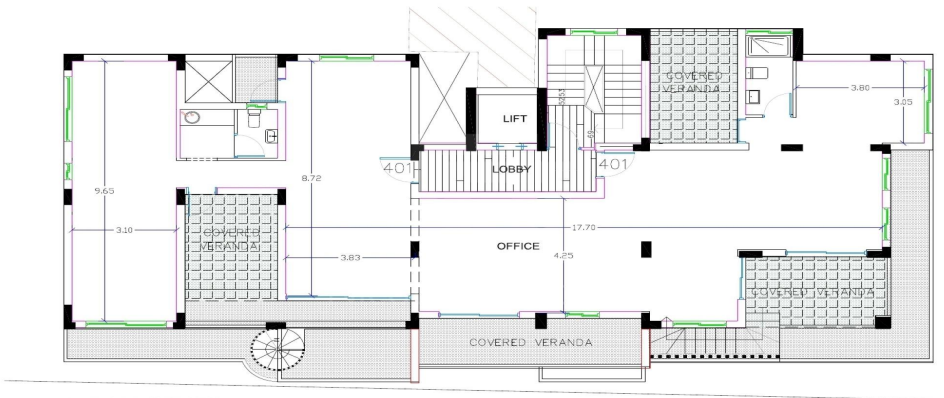 COVERED
VERANDA
3.80
3.05
LIFT
401
LOBBY
401
8.72
9.65
3.10
COVERED
VERANDA
17.70
OFFICE
3.83
4.25
COVERED VERANDA
COVERED VERANDA